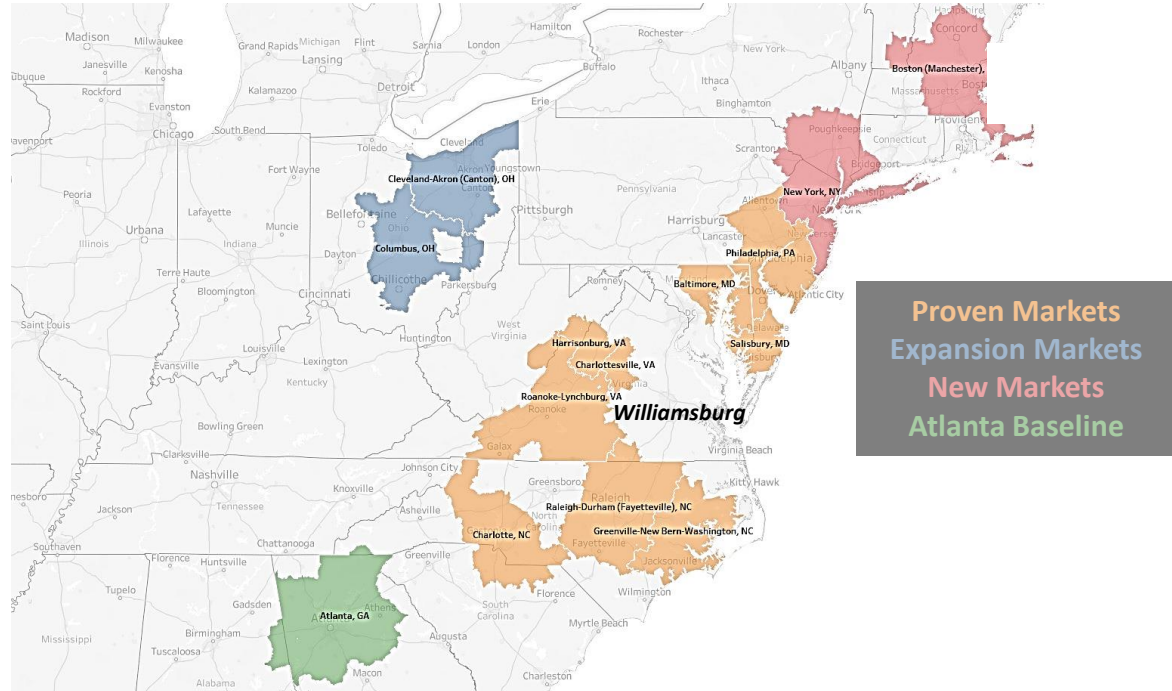 Madison
Milwaukee
Grand Rapids
Michigan
Flint
Sarnia
London
Hamilton
Rochester
Concord
Janesville
Lansing
Buffalo
New York
Albany
Boston (Manchester),
Massachusetts
Rockford
Kenosha
Kalamazoo
Detroit
Ithaca
Binghamton
Evanston
Chicago
South Bend
Toledo
Cleveland
Erie
Poughkeepsie
Connecticut
Scranton
Bridgeport
Fort Wayne
Akron
Youngstown
Canton
Cleveland-Akron (Canton), OH
Pennsylvania
New York, NY
Peoria
Lafayette
Bellefontaine
Pittsburgh
Allentown
Harrisburg
Lancaster
Urbana
Muncie
Ohio
Illinois
Indiana
Columbus, OH
Philadelphia, PA
Dayton
Terre Haute
Chillicothe
Parkersburg
Romney
Baltimore, MD
Dover
Atlantic City
Bloomington
Cincinnati
DC
Delaware
Saint Louis
West
Virginia
Huntington
Louisville
Harrisonburg, VA
Salisbury, MD
Evansville
Lexington
Charlottesville, VA
Kentucky
Virginia
Roanoke-Lynchburg, VA
Roanoke
Williamsburg
Bowling Green
Galax
Virginia Beach
Clarksville
Johnson City
Nashville
Knoxville
Greensboro
Raleigh
Kitty Hawk
Tennessee
Jackson
Asheville
North
Carolina
Raleigh-Durham (Fayetteville), NC
Charlotte, NC
Greenville-New Bern-Washington, NC
Fayetteville
Southaven
Chattanooga
Jacksonville
Florence
Huntsville
Greenville
Tupelo
Florence
Wilmington
Gadsden
Athens
South
Carolina
Atlanta, GA
Mississippi
Birmingham
Augusta
Myrtle Beach
Tuscaloosa
Macon
Alabama
Charleston
Proven Markets
Expansion Markets
New Markets
Atlanta Baseline